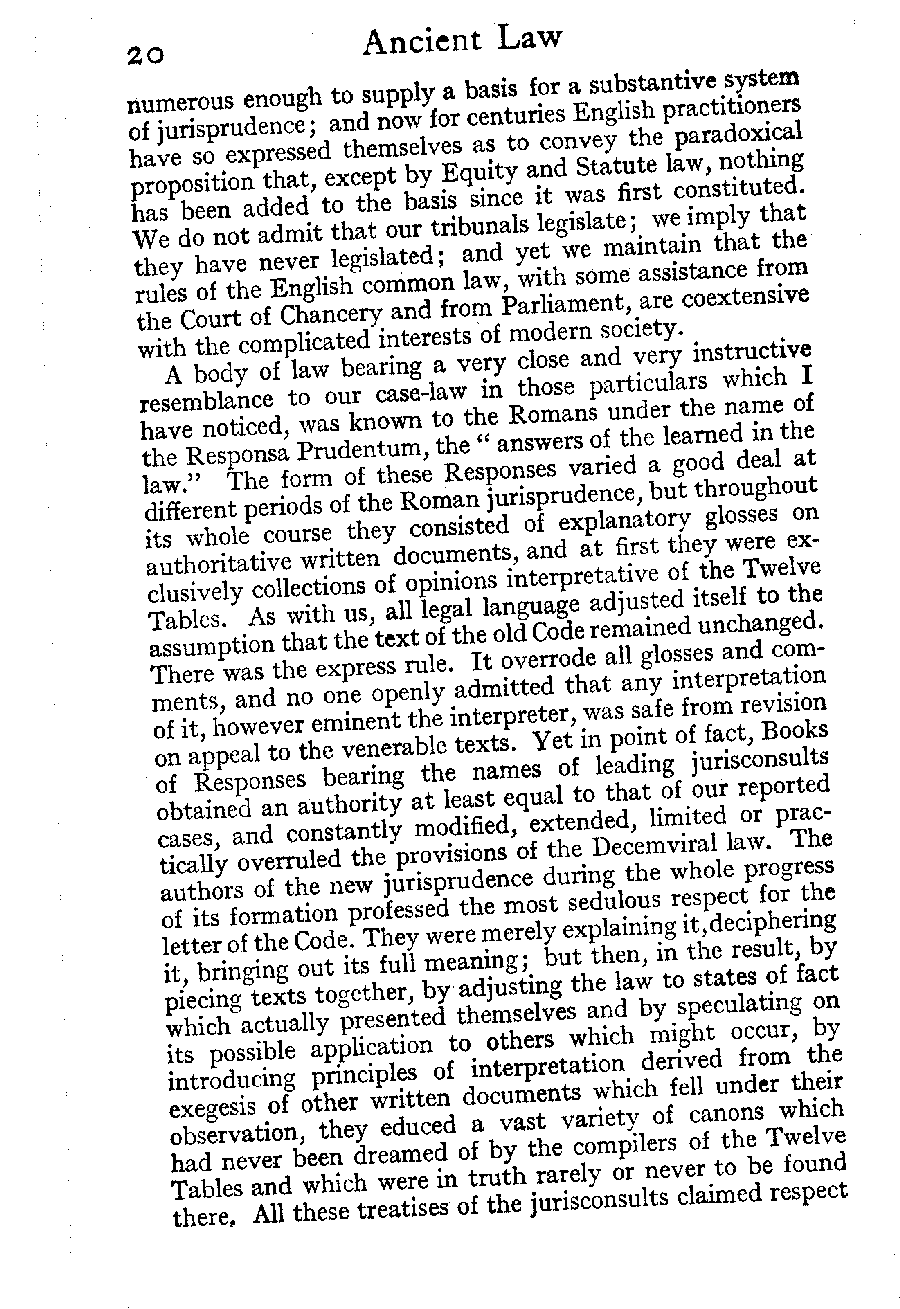 20 Ancient Law
numerous enough to supply a basis for a substantive system
of jurisprudence; and now for centuries English practitioners
have so expressed themselves as to convey the paradoxical
proposition that, except by Equity and Statute law, nothing
has been added to the basis since it was first constituted.
We do not admit that our tribunals legislate; we imply that
they have never legislated; and yet we maintain that the
rules of the English common law, with some assistance from
the Court of Chancery and from Parliament, are coextensive
with the complicated interests of modern society.
A body of law bearing a very close and very instructive
resemblance to our case-law in those particulars which I
have noticed, was known to the Romans under the name of
the Responsa Prudentum, the “ answers of the learned in the
law.” The form of these Responses varied a good deal at
different periods of the Roman jurisprudence, but throughout
its whole course they consisted of explanatory glosses on
authoritative written documents, and at first they were ex-
clusively collections of opinions interpretative of the Twelve
Tables. As with us, all legal language adjusted itself to the
assumption that the text of the old Code remained unchanged.
There was the express rule. It overrode all glosses and com-
ments, and no one openly admitted that any interpretation
of it, however eminent the interpreter, was safe from revision
on appeal to the venerable texts. Yet in point of fact, Books
of Responses bearing the names of leading jurisconsults
obtained an authority at least equal to that of our reported
cases, and constantly modified, extended, limited or prac-
tically overruled the provisions of the Decemviral law. The
authors of the new jurisprudence during the whole progress
of its formation professed the most sedulous respect for the
letter of the Code. They were merely explaining it, deciphering
it, bringing out its full meaning; but then, in the result, by
piecing texts together, by adjusting the law to states of fact
which actually presented themselves and by speculating on
its possible application to others which might occur, by
introducing principles of interpretation derived from the
exegesis of other written documents which fell under their
observation, they educed a vast variety of canons which
had never been dreamed of by the compilers of the Twelve
Tables and which were in truth rarely or never to be found
there. All these treatises of the jurisconsults claimed respect